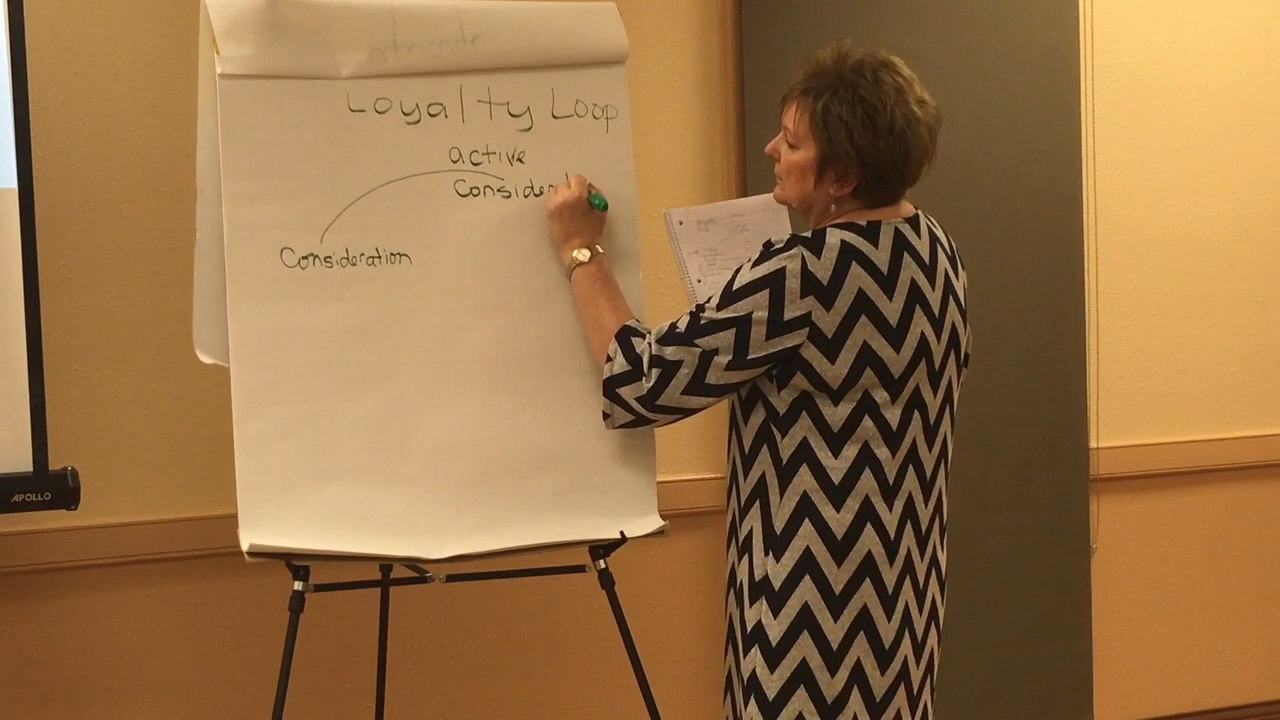 Loyalty Loop
active
Consider
Consideration
APOLLO